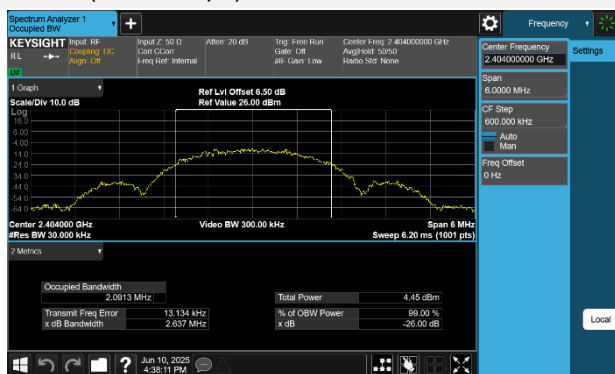 Spectrum Analyzer 1
Occupied BW
Frequency
KEYSIGHT Input: RF
RL Coupling: DC
Align: Off
Input Z: 50 Ω
Corr CCorr
Freq Ref: Internal
Atten: 20 dB
Trig: Free Run
Gate: Off
#IF Gain: Low
Center Freq: 2.404000000 GHz
Avg|Hold: 50/50
Radio Std: None
Center Frequency
2.404000000 GHz
Settings
Span
6.0000 MHz
CF Step
600.000 kHz
Auto
Man
Freq Offset
0 Hz
1 Graph
Scale/Div 10.0 dB
Ref Lvl Offset 6.50 dB
Ref Value 26.00 dBm
Log
16.0
6.00
-4.00
-14.0
-24.0
-34.0
-44.0
-54.0
-64.0
Center 2.404000 GHz
#Res BW 30.000 kHz
Video BW 300.00 kHz
Span 6 MHz
Sweep 6.20 ms (1001 pts)
2 Metrics
Occupied Bandwidth
2.0913 MHz
Total Power 4.45 dBm
Transmit Freq Error 13.134 kHz
% of OBW Power 99.00 %
x dB Bandwidth 2.637 MHz
x dB -26.00 dB
Local
Jun 10, 2025
4:38:11 PM